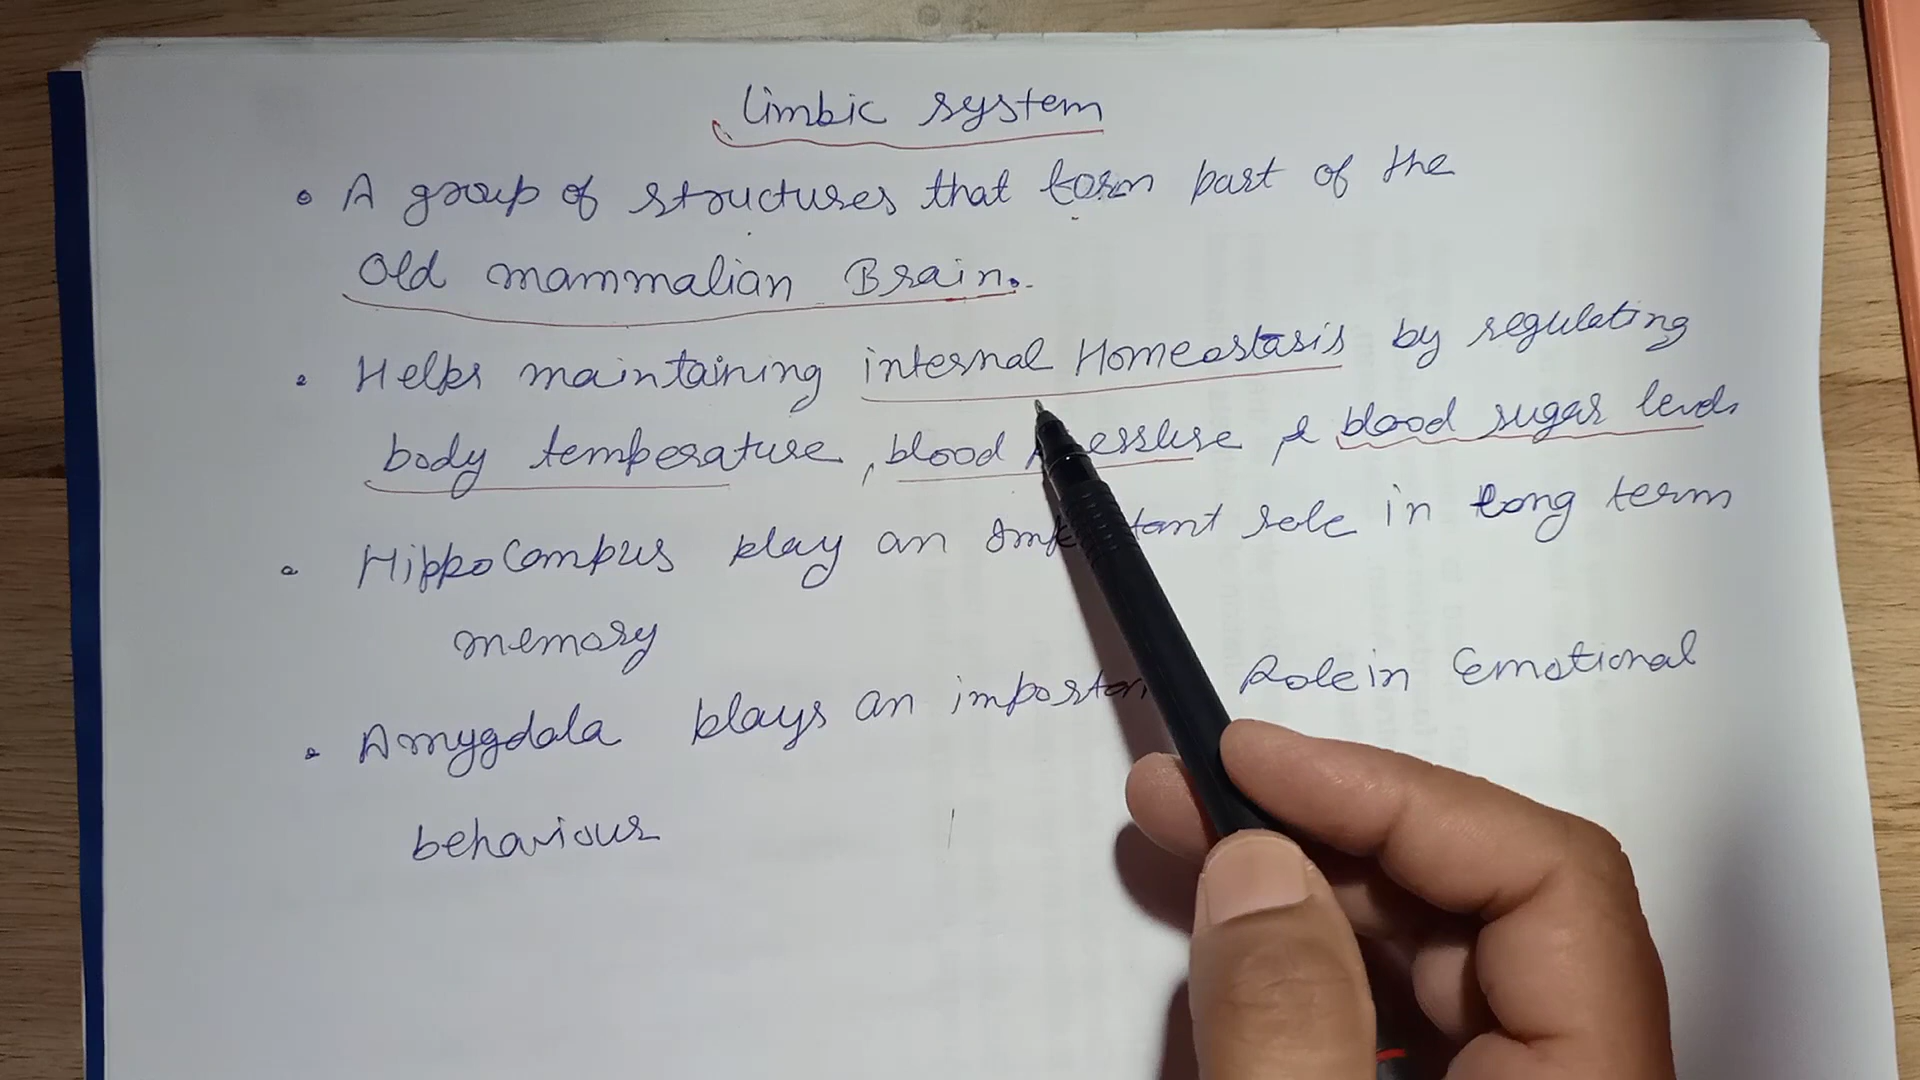 Limbic system
• A group of structures that form part of the
Old mammalian Brain.
• Helps maintaining internal Homeostasis by regulating
body temperature, blood pressure & blood sugar levels
• Hippocampus play an Important role in long term
memory
• Amygdala plays an important Role in Emotional
behaviour